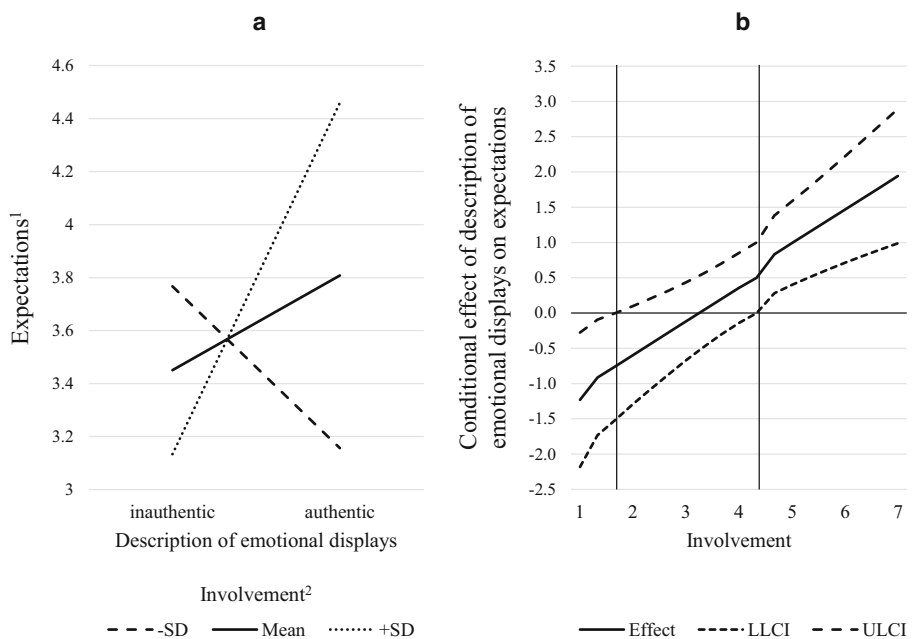 a
4.6
4.4
4.2
4
3.8
3.6
3.4
3.2
3
Expectations¹
inauthentic authentic
Description of emotional displays
Involvement²
-SD Mean +SD
b
3.5
3.0
2.5
2.0
1.5
1.0
0.5
0.0
-0.5
-1.0
-1.5
-2.0
-2.5
Conditional effect of description of
emotional displays on expectations
1 2 3 4 5 6 7
Involvement
Effect LLCI ULCI